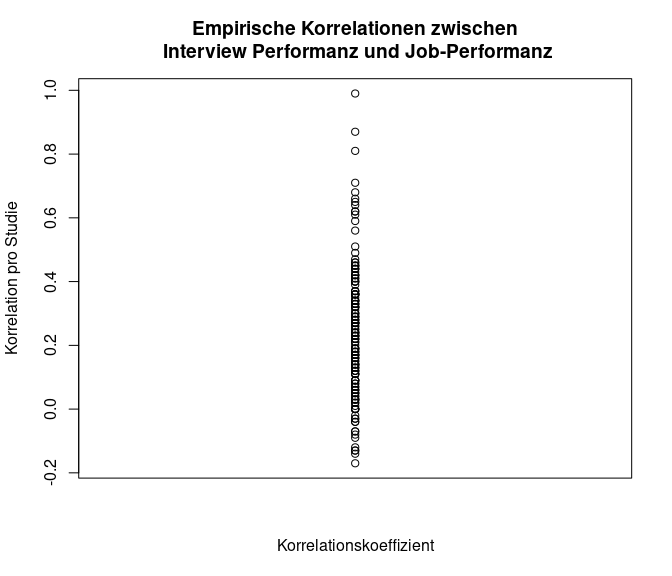 Empirische Korrelationen zwischen
Interview Performanz und Job-Performanz
Korrelation pro Studie
1.0
0.8
0.6
0.4
0.2
0.0
-0.2
Korrelationskoeffizient